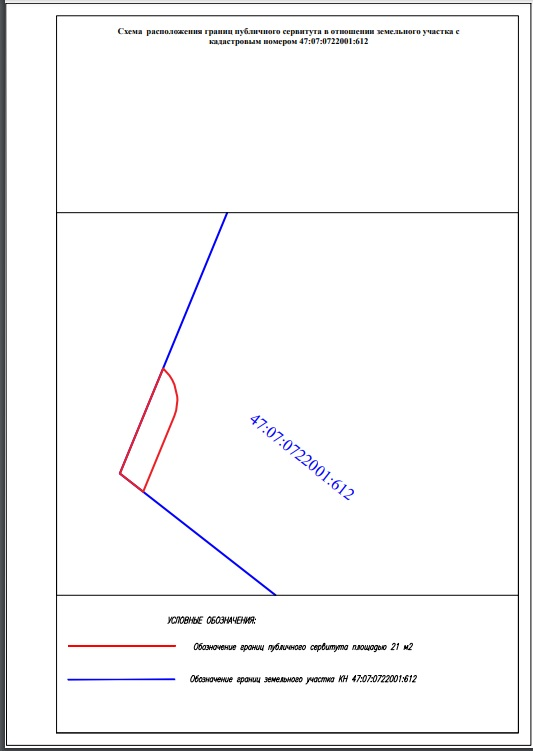 Схема расположения границ публичного сервитута в отношении земельного участка с
кадастровым номером 47:07:0722001:612
47:07:0722001:612
УСЛОВНЫЕ ОБОЗНАЧЕНИЯ:
Обозначение границ публичного сервитута площадью 21 м2
Обозначение границ земельного участка КН 47:07:0722001:612